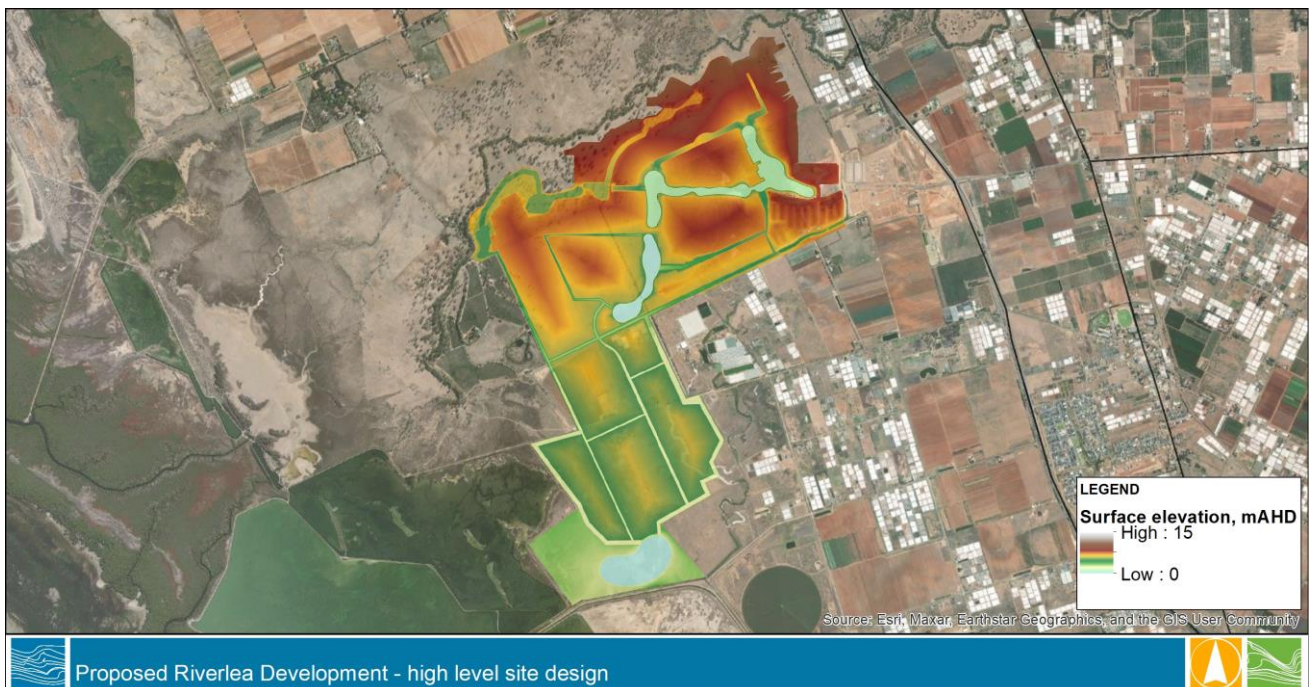 LEGEND
Surface elevation, mAHD
High : 15
Low : 0
Source: Esri, Maxar, Earthstar Geographics, and the GIS User Community
Proposed Riverlea Development - high level site design